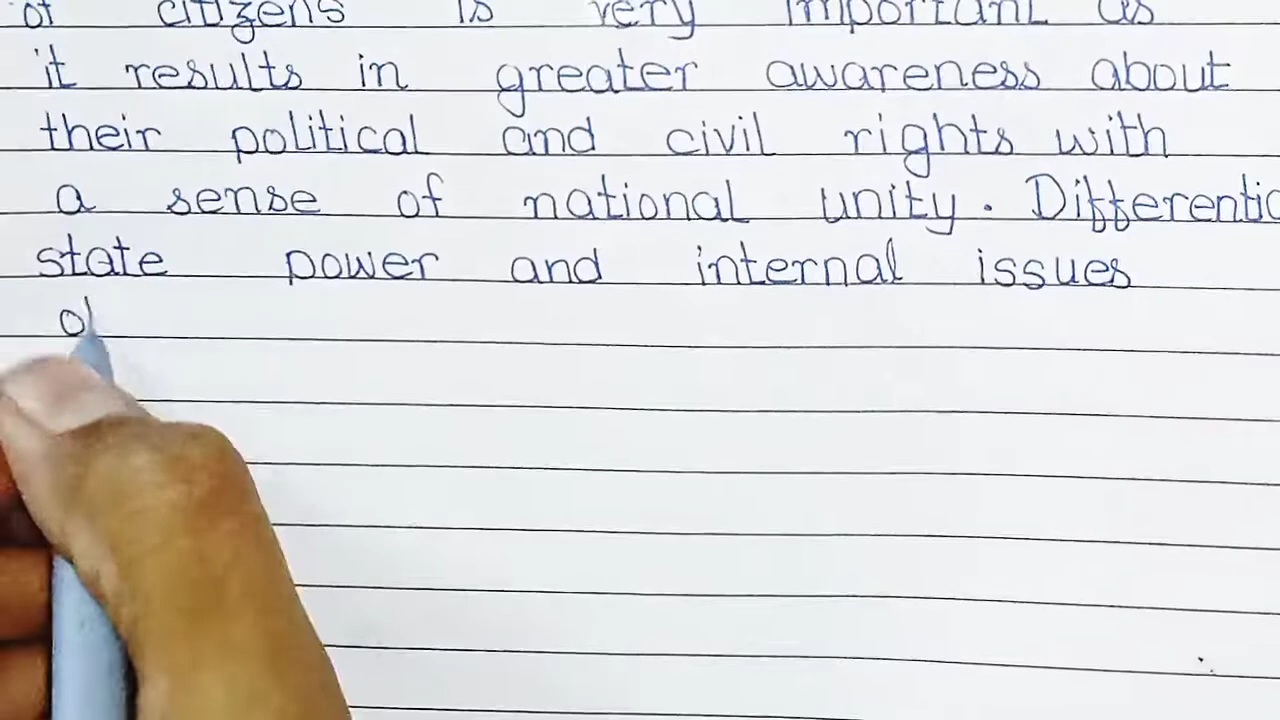 of citizens is very important as
it results in greater awareness about
their political and civil rights with
a sense of national unity. Differentia
state power and internal issues